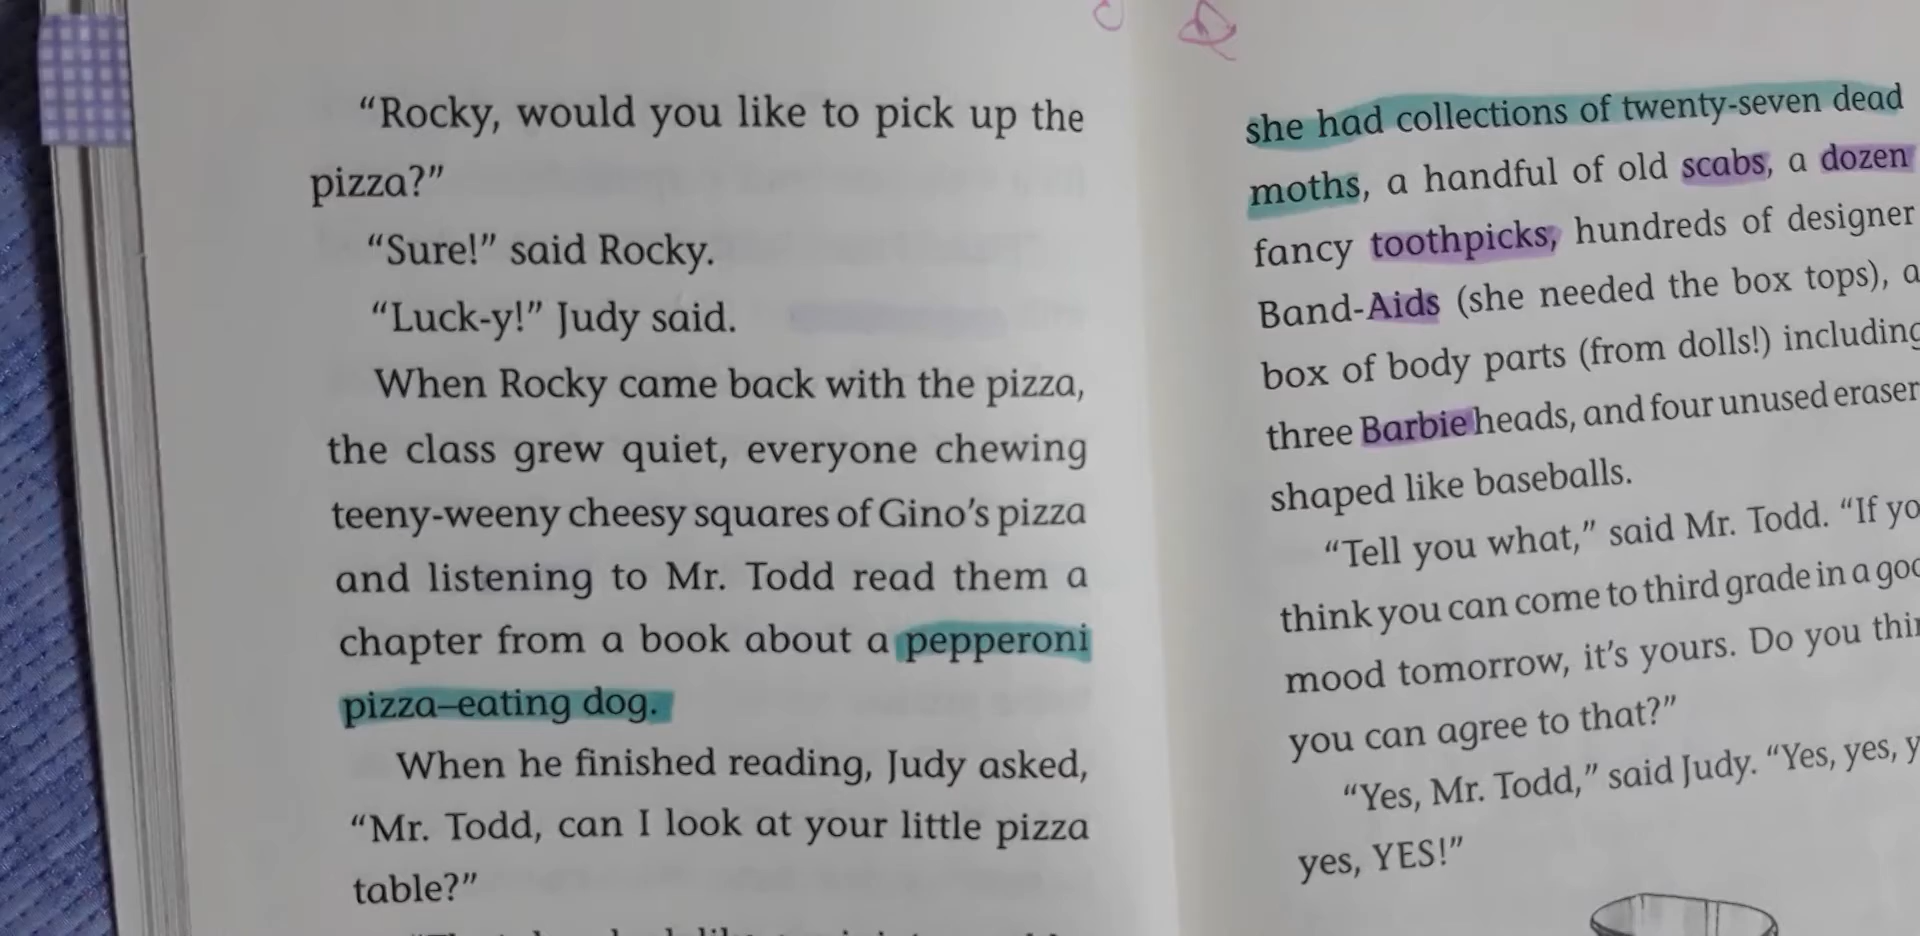 “Rocky, would you like to pick up the
pizza?”
“Sure!” said Rocky.
“Luck-y!” Judy said.
When Rocky came back with the pizza,
the class grew quiet, everyone chewing
teeny-weeny cheesy squares of Gino’s pizza
and listening to Mr. Todd read them a
chapter from a book about a pepperoni
pizza–eating dog.
When he finished reading, Judy asked,
“Mr. Todd, can I look at your little pizza
table?”
she had collections of twenty-seven dead
moths, a handful of old scabs, a dozen
fancy toothpicks, hundreds of designer
Band-Aids (she needed the box tops), a
box of body parts (from dolls!) including
three Barbie heads, and four unused eraser
shaped like baseballs.
“Tell you what,” said Mr. Todd. “If
think you can come to third grade in a
mood tomorrow, it’s yours. Do you
you can agree to that?”
“Yes, Mr. Todd,” said Judy. “Yes, yes,
yes, YES!”